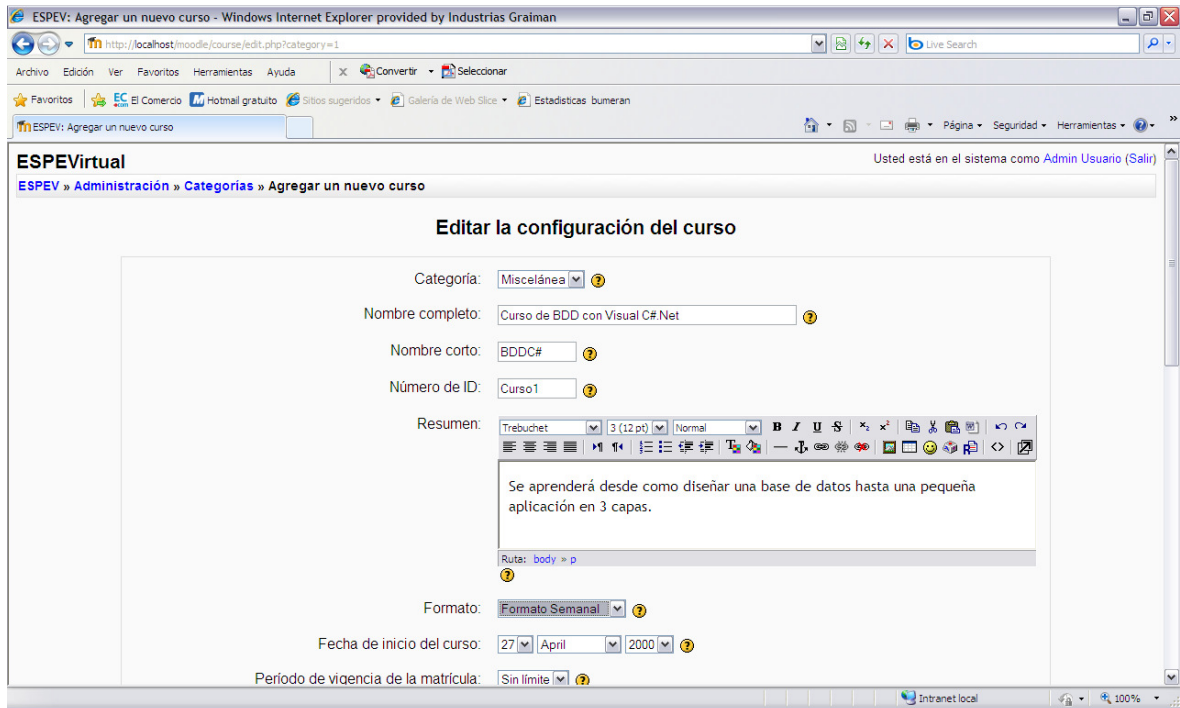 ESPEV: Agregar un nuevo curso - Windows Internet Explorer provided by Industrias Graiman
http://localhost/moodle/course/edit.php?category=1
Live Search
Archivo Edición Ver Favoritos Herramientas Ayuda x Convertir Seleccionar
Favoritos El Comercio Hotmail gratuito Sitios sugeridos Galería de Web Slice Estadisticas bumeran
ESPEV: Agregar un nuevo curso Página Seguridad Herramientas »
ESPEVirtual Usted está en el sistema como Admin Usuario (Salir)
ESPEV » Administración » Categorías » Agregar un nuevo curso
Editar la configuración del curso
Categoría: Miscelánea
Nombre completo: Curso de BDD con Visual C#.Net
Nombre corto: BDDC#
Número de ID: Curso1
Resumen: Trebuchet 3 (12 pt) Normal B I U S x₂ x²
Se aprenderá desde como diseñar una base de datos hasta una pequeña
aplicación en 3 capas.
Ruta: body » p
Formato: Formato Semanal
Fecha de inicio del curso: 27 April 2000
Período de vigencia de la matrícula: Sin límite
Intranet local 100%